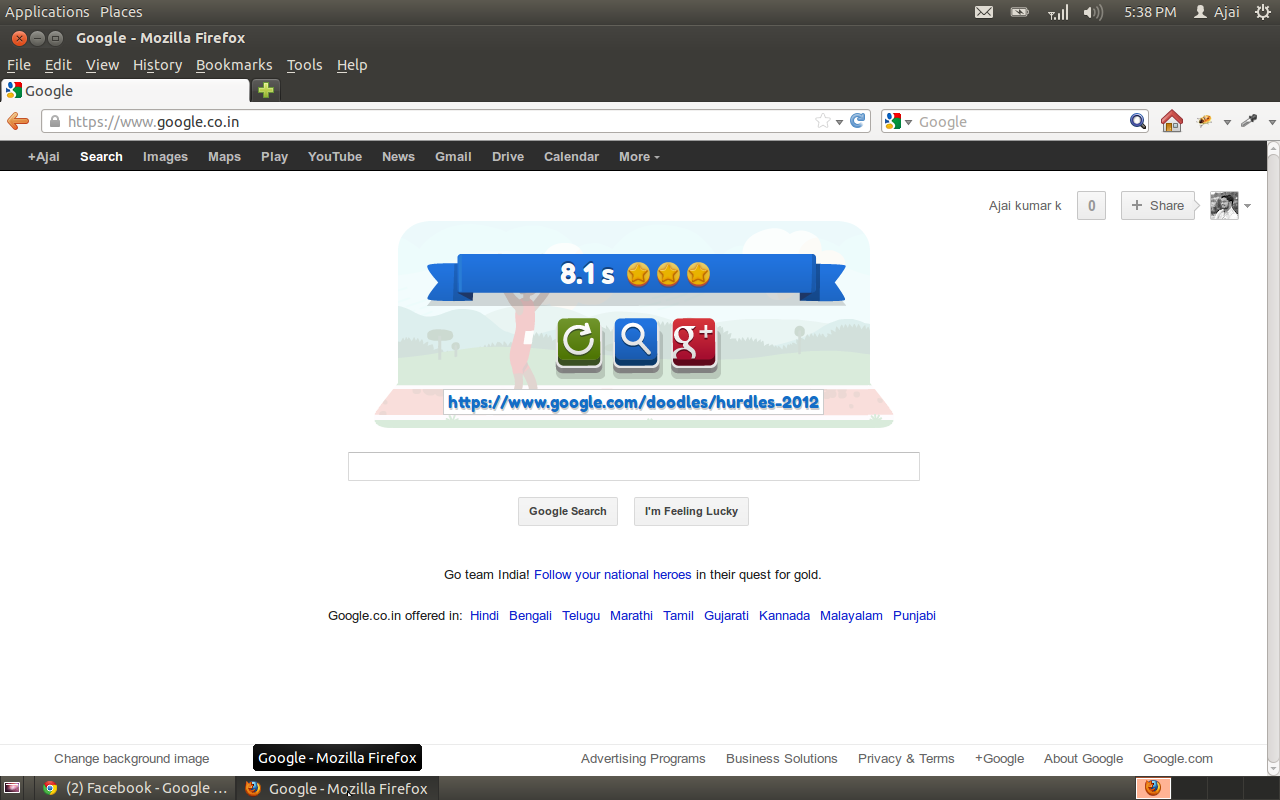 Applications Places 5:38 PM Ajai
Google - Mozilla Firefox
File Edit View History Bookmarks Tools Help
Google
https://www.google.co.in Google
+Ajai Search Images Maps Play YouTube News Gmail Drive Calendar More
Ajai kumar k 0 + Share
8.1 s
g+
https://www.google.com/doodles/hurdles-2012
Google Search I'm Feeling Lucky
Go team India! Follow your national heroes in their quest for gold.
Google.co.in offered in: Hindi Bengali Telugu Marathi Tamil Gujarati Kannada Malayalam Punjabi
Change background image Google - Mozilla Firefox Advertising Programs Business Solutions Privacy & Terms +Google About Google Google.com
(2) Facebook - Google ... Google - Mozilla Firefox